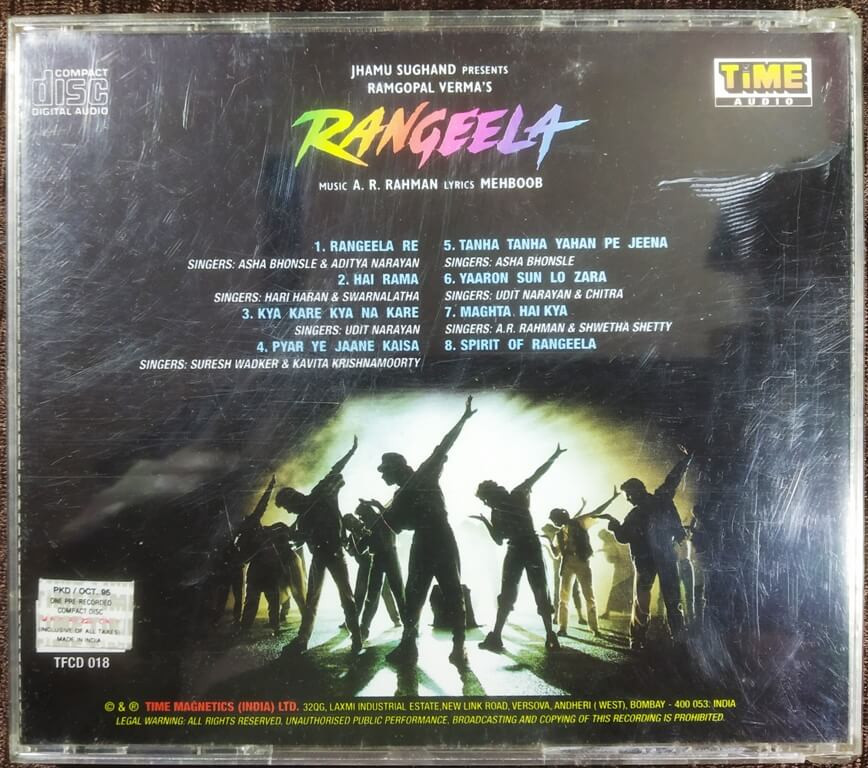 COMPACT
disc
DIGITAL AUDIO
TiME
AUDIO
JHAMU SUGHAND PRESENTS
RAMGOPAL VERMA'S
RANGEELA
MUSIC A. R. RAHMAN LYRICS MEHBOOB
1. RANGEELA RE
SINGERS: ASHA BHONSLE & ADITYA NARAYAN
2. HAI RAMA
SINGERS: HARI HARAN & SWARNALATHA
3. KYA KARE KYA NA KARE
SINGERS: UDIT NARAYAN
4. PYAR YE JAANE KAISA
SINGERS: SURESH WADKER & KAVITA KRISHNAMOORTY
5. TANHA TANHA YAHAN PE JEENA
SINGERS: ASHA BHONSLE
6. YAARON SUN LO ZARA
SINGERS: UDIT NARAYAN & CHITRA
7. MAGHTA HAI KYA
SINGERS: A.R. RAHMAN & SHWETHA SHETTY
8. SPIRIT OF RANGEELA
PKD / OCT. 95
ONE PRE-RECORDED
COMPACT DISC
(INCLUSIVE OF ALL TAXES)
MADE IN INDIA
TFCD 018
© & ® TIME MAGNETICS (INDIA) LTD. 32QG, LAXMI INDUSTRIAL ESTATE,NEW LINK ROAD, VERSOVA, ANDHERI ( WEST), BOMBAY - 400 053: INDIA
LEGAL WARNING: ALL RIGHTS RESERVED, UNAUTHORISED PUBLIC PERFORMANCE, BROADCASTING AND COPYING OF THIS RECORDING IS PROHIBITED.